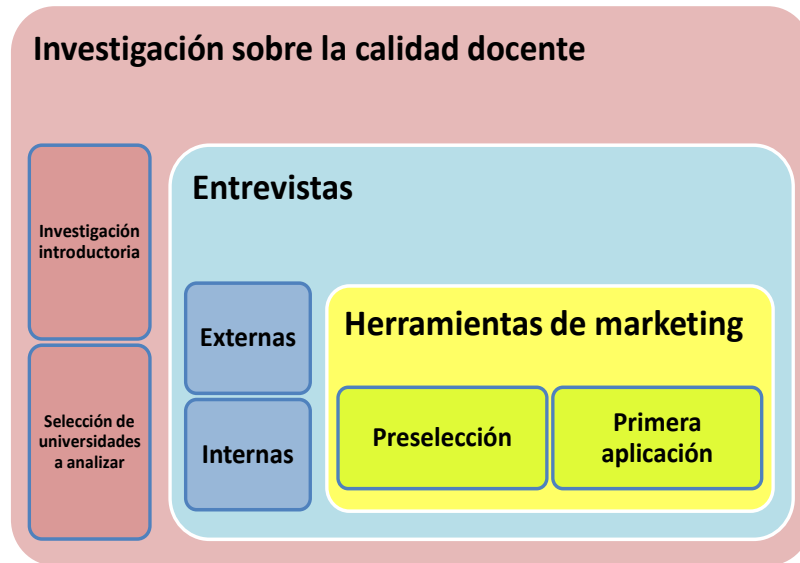 Investigación sobre la calidad docente
Investigación
introductoria
Selección de
universidades
a analizar
Entrevistas
Externas
Internas
Herramientas de marketing
Preselección
Primera
aplicación